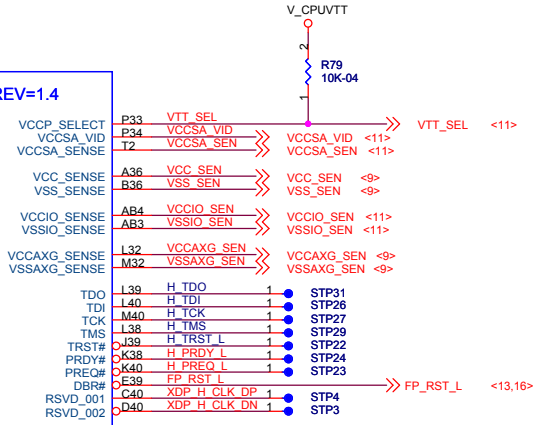 V_CPUVTT
2
R79
10K-04
1
REV=1.4
VCCP_SELECT P33 VTT_SEL VTT_SEL <11>
VCCSA_VID P34 VCCSA_VID VCCSA_VID <11>
VCCSA_SENSE T2 VCCSA_SEN VCCSA_SEN <11>
VCC_SENSE A36 VCC_SEN VCC_SEN <9>
VSS_SENSE B36 VSS_SEN VSS_SEN <9>
VCCIO_SENSE AB4 VCCIO_SEN VCCIO_SEN <11>
VSSIO_SENSE AB3 VSSIO_SEN VSSIO_SEN <11>
VCCAXG_SENSE L32 VCCAXG_SEN VCCAXG_SEN <9>
VSSAXG_SENSE M32 VSSAXG_SEN VSSAXG_SEN <9>
TDO L39 H_TDO 1 STP31
TDI L40 H_TDI 1 STP26
TCK M40 H_TCK 1 STP27
TMS L38 H_TMS 1 STP29
TRST# J39 H_TRST_L 1 STP22
PRDY# K38 H_PRDY_L 1 STP24
PREQ# K40 H_PREQ_L 1 STP23
DBR# E39 FP_RST_L FP_RST_L <13,16>
RSVD_001 C40 XDP_H_CLK_DP 1 STP4
RSVD_002 D40 XDP_H_CLK_DN 1 STP3